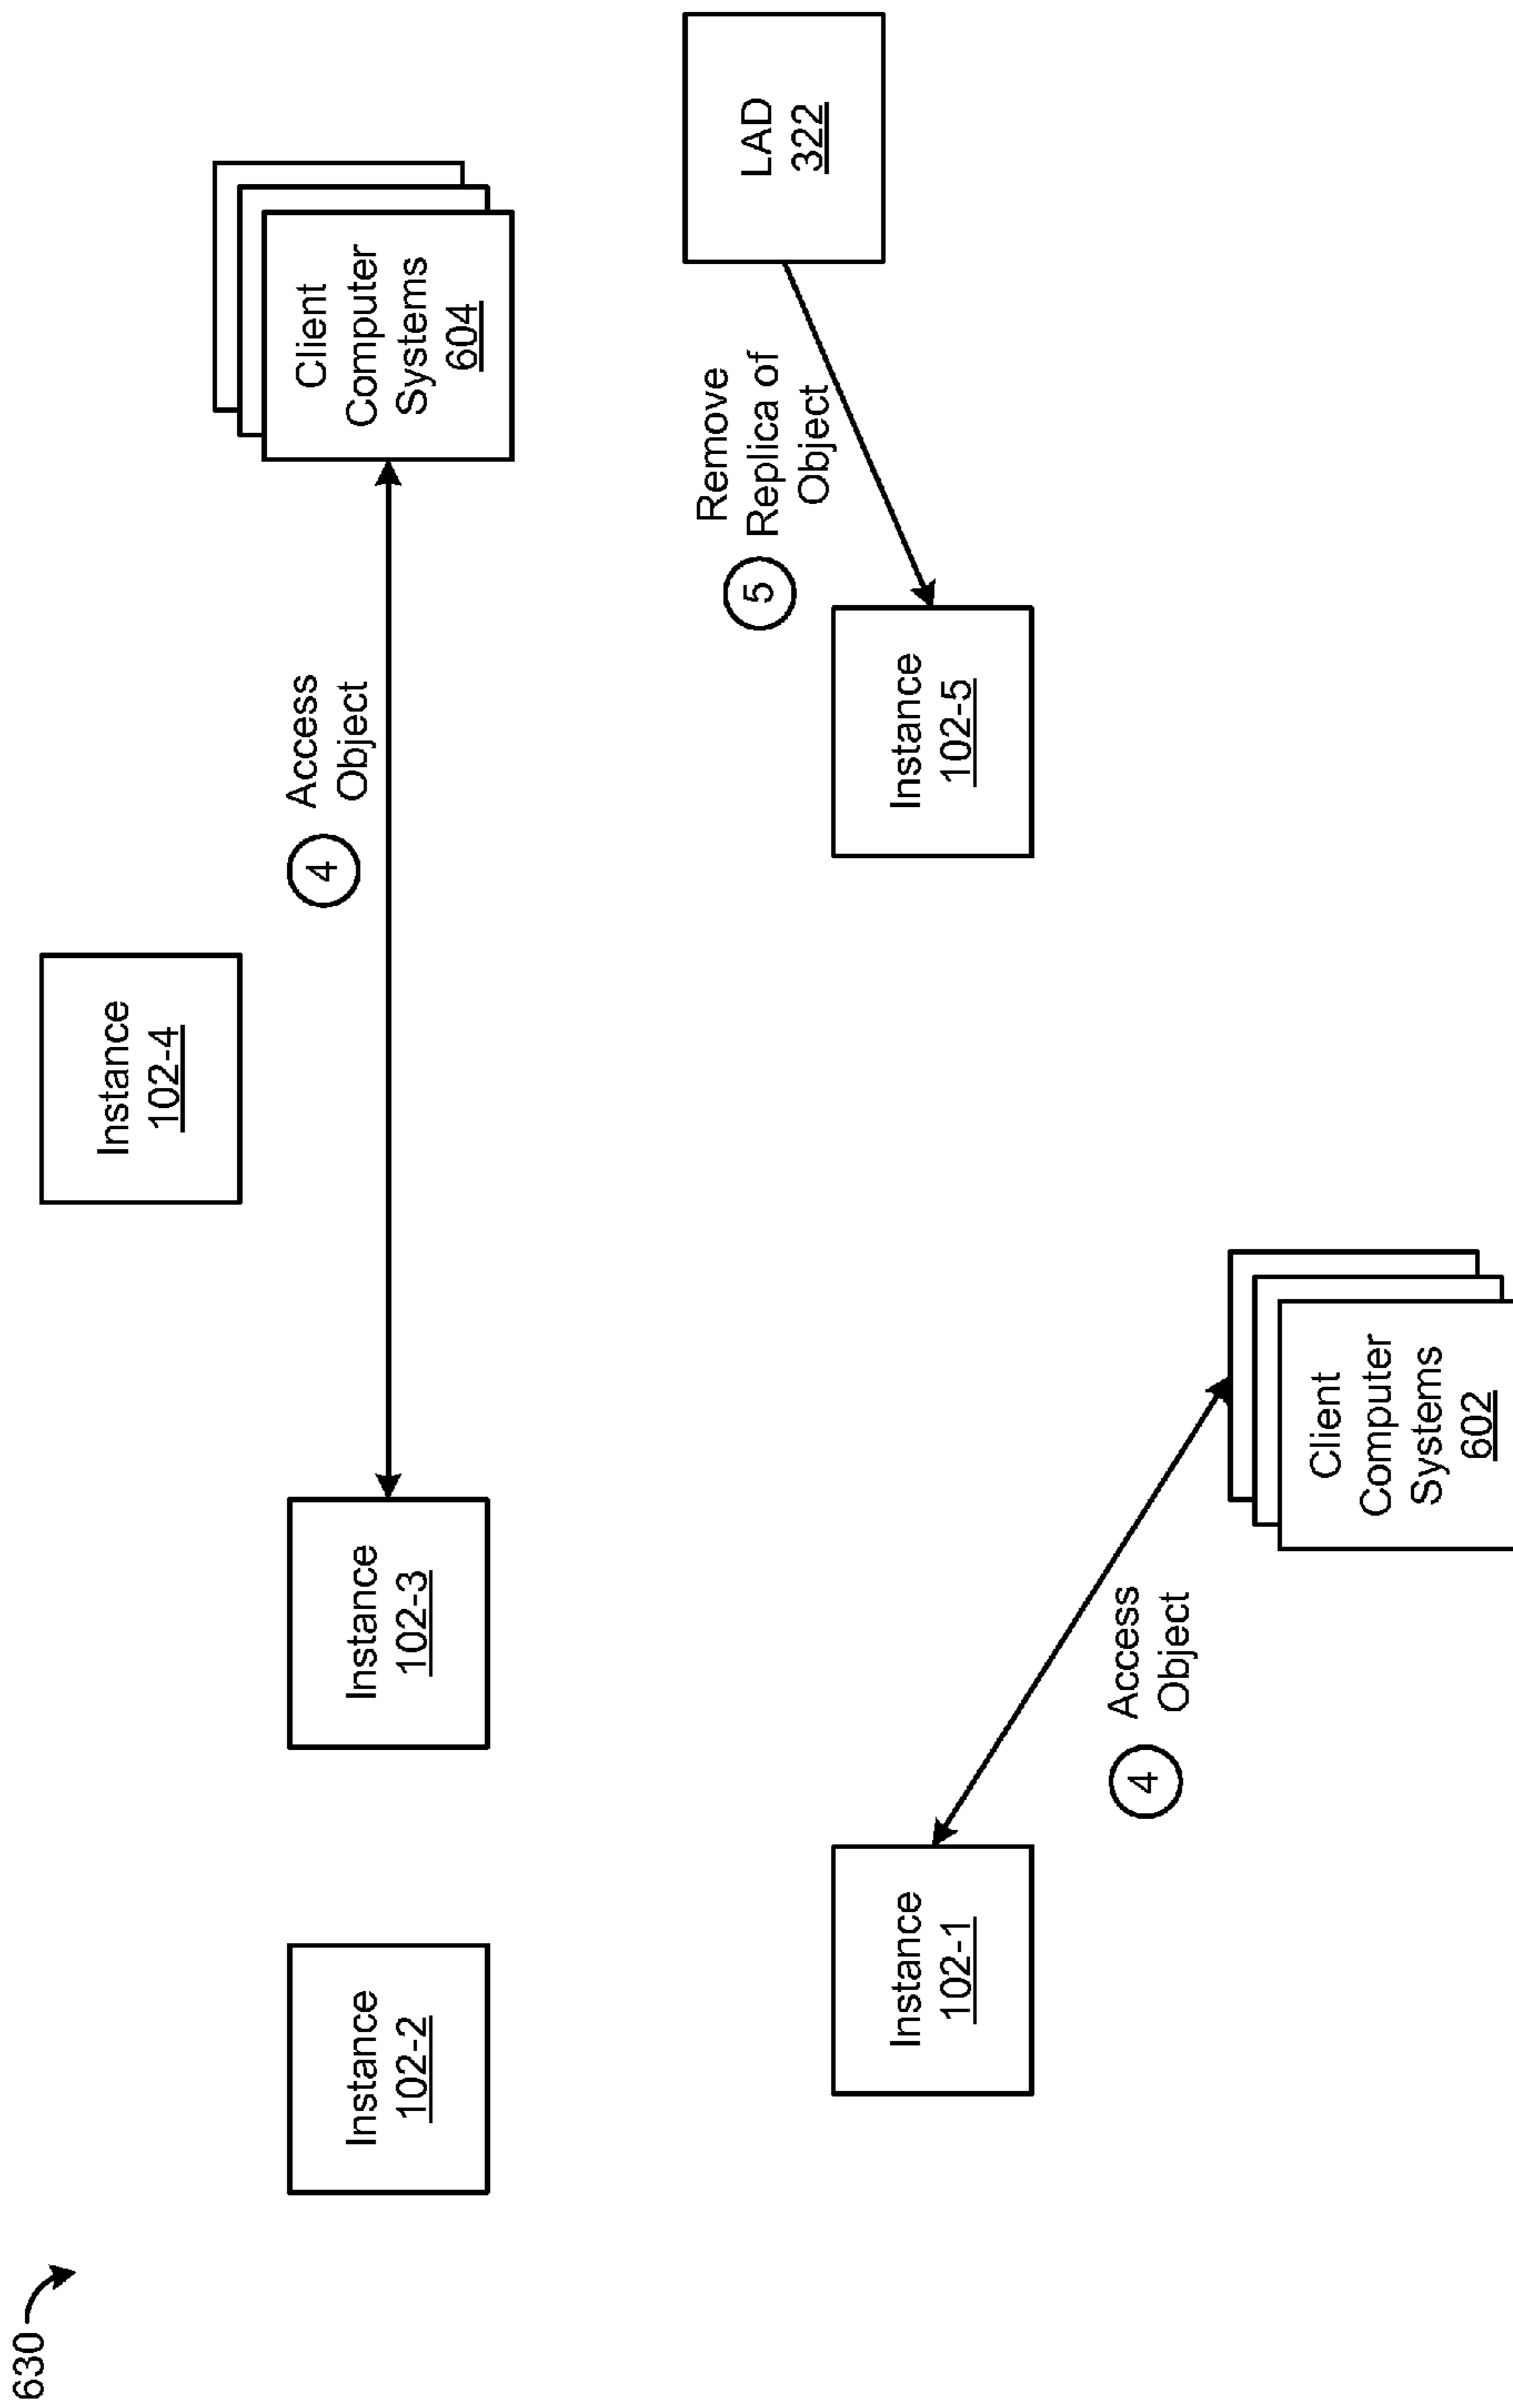 630
Instance
102-2
Instance
102-3
Instance
102-4
4
Access
Object
Client
Computer
Systems
604
Instance
102-1
4
Access
Object
Client
Computer
Systems
602
Instance
102-5
5
Remove
Replica of
Object
LAD
322